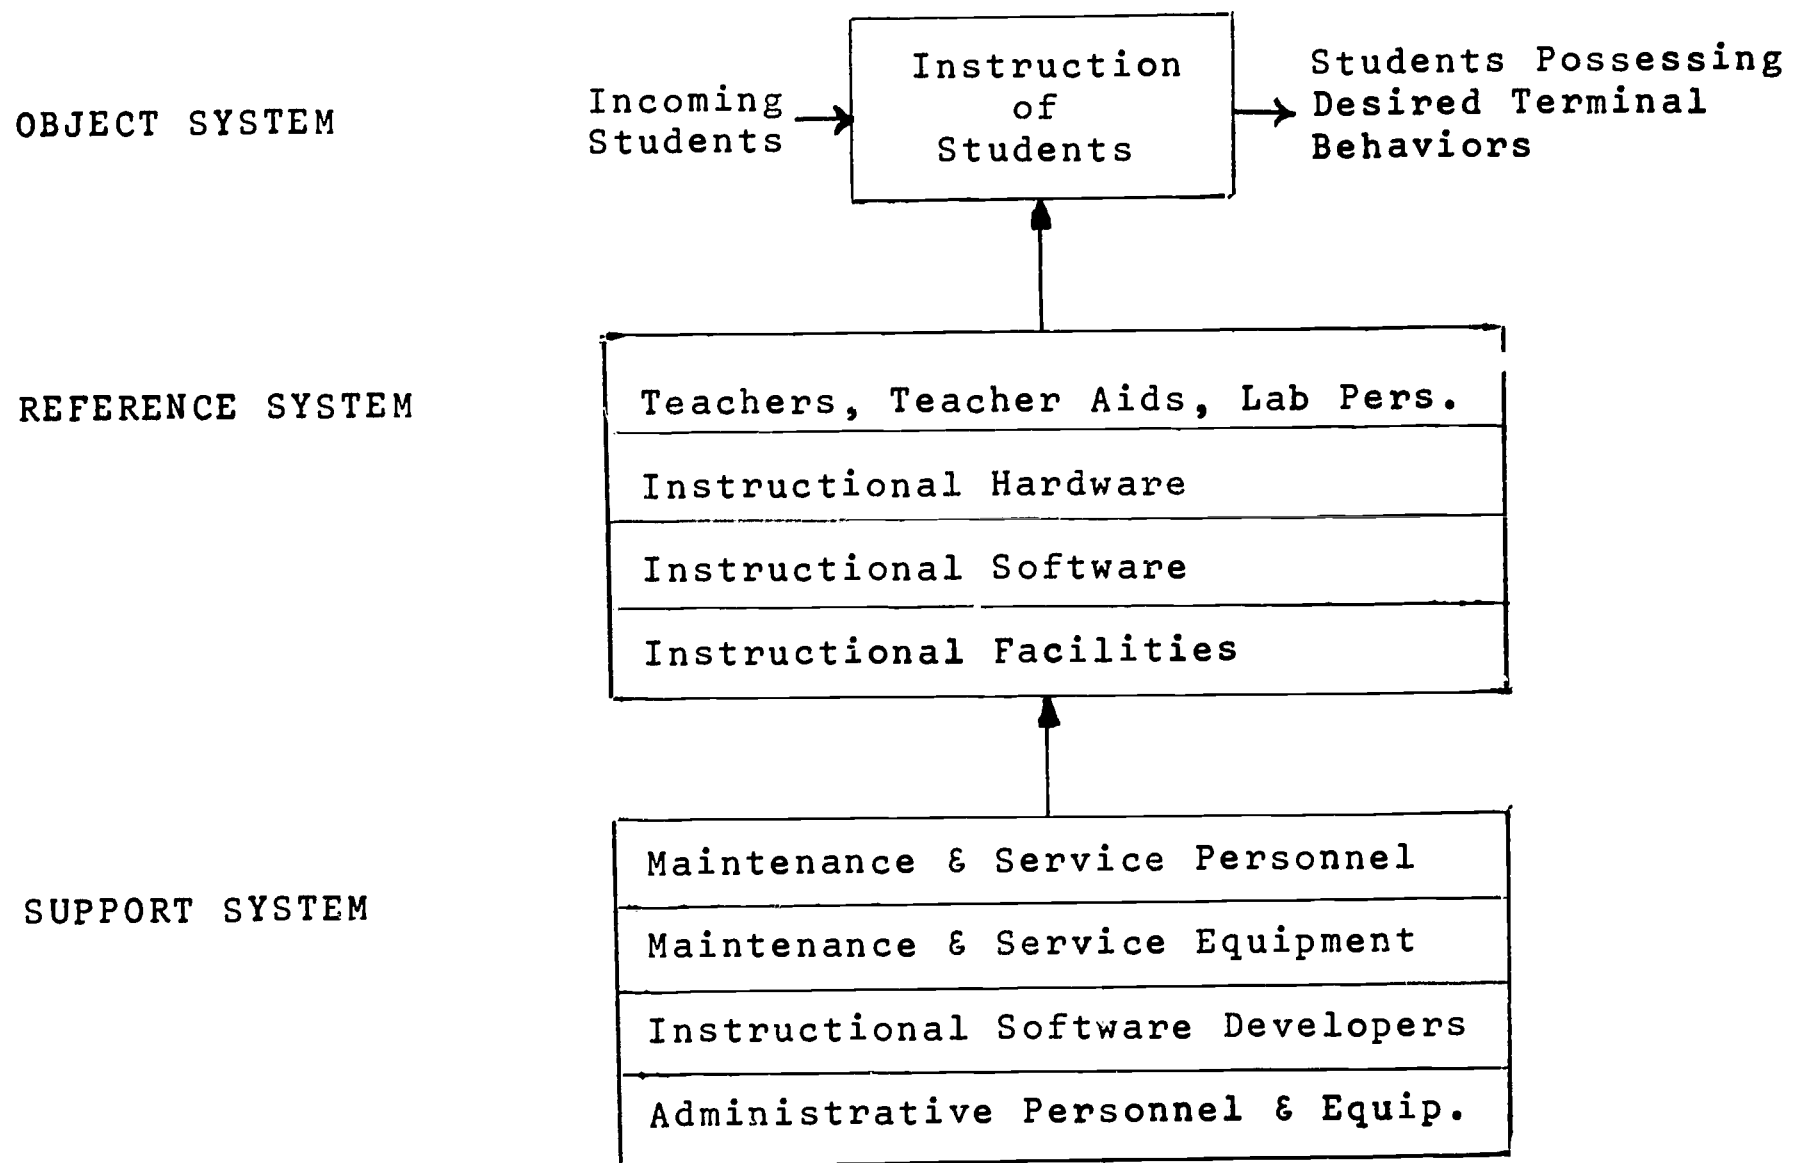 OBJECT SYSTEM
Incoming
Students
Instruction
of
Students
Students Possessing
Desired Terminal
Behaviors
REFERENCE SYSTEM
Teachers, Teacher Aids, Lab Pers.
Instructional Hardware
Instructional Software
Instructional Facilities
SUPPORT SYSTEM
Maintenance & Service Personnel
Maintenance & Service Equipment
Instructional Software Developers
Administrative Personnel & Equip.